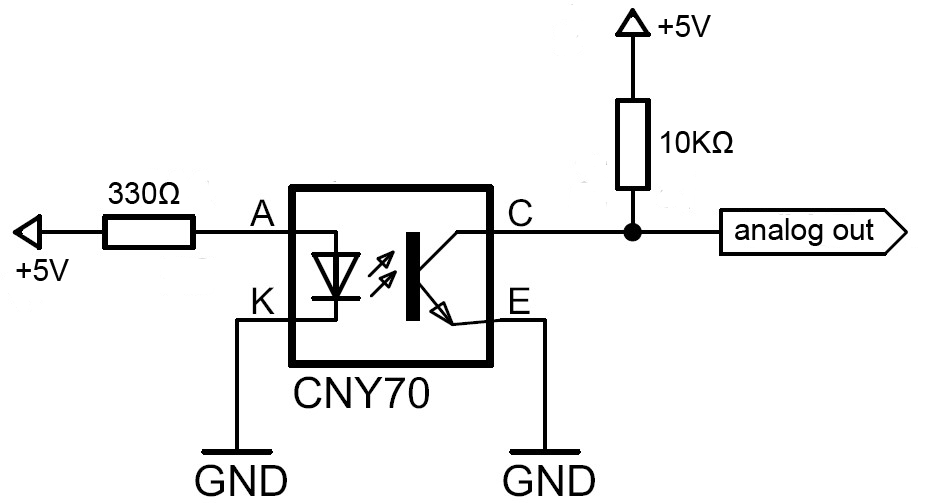 +5V
10KΩ
330Ω
A
C
analog out
+5V
K
E
CNY70
GND
GND